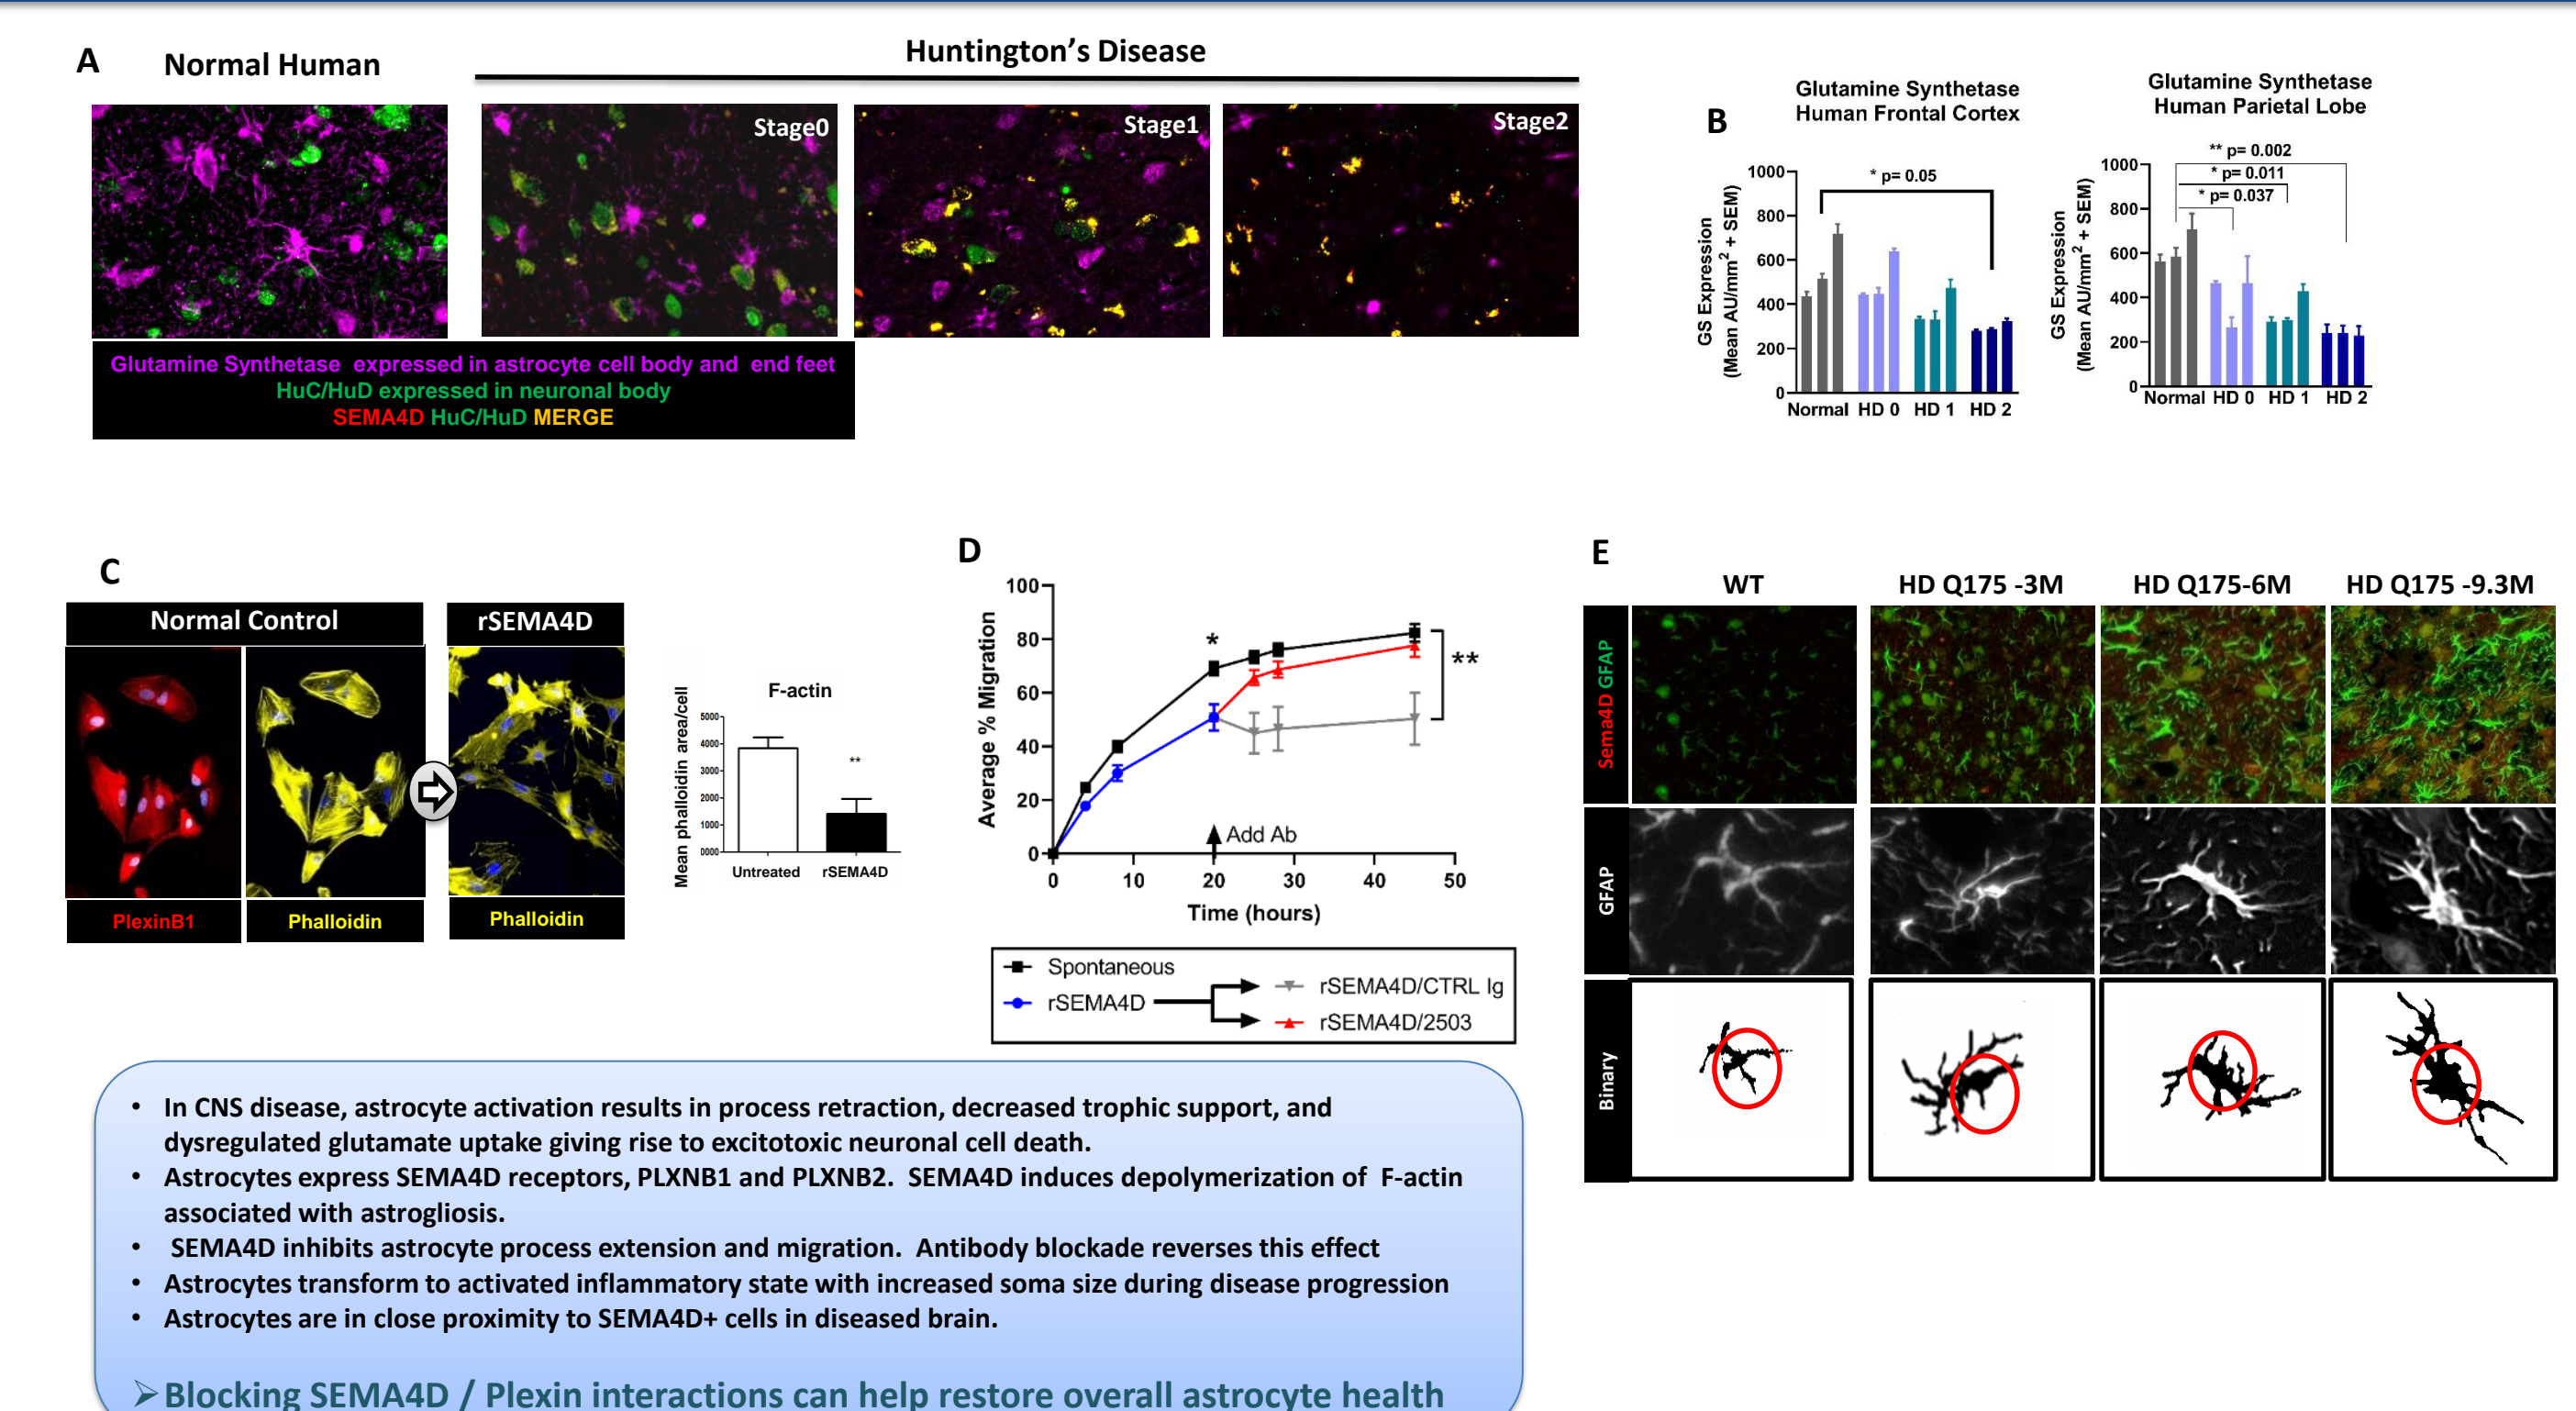 A
Normal Human
Huntington's Disease
Stage0
Stage1
Stage2
Glutamine Synthetase expressed in astrocyte cell body and end feet
HuC/HuD expressed in neuronal body
SEMA4D HuC/HuD MERGE
B
Glutamine Synthetase
Human Frontal Cortex
GS Expression
(Mean AU/mm² + SEM)
1000
800
600
400
200
0
* p= 0.05
Normal HD 0 HD 1 HD 2
Glutamine Synthetase
Human Parietal Lobe
GS Expression
(Mean AU/mm² + SEM)
1000
800
600
400
200
0
** p= 0.002
* p= 0.011
* p= 0.037
Normal HD 0 HD 1 HD 2
C
Normal Control
rSEMA4D
PlexinB1
Phalloidin
Phalloidin
F-actin
Mean phalloidin area/cell
5000
4000
3000
2000
1000
0000
**
Untreated rSEMA4D
D
Average % Migration
100
80
60
40
20
0
*
**
Add Ab
0 10 20 30 40 50
Time (hours)
Spontaneous
rSEMA4D
rSEMA4D/CTRL Ig
rSEMA4D/2503
E
WT
HD Q175 -3M
HD Q175-6M
HD Q175 -9.3M
Sema4D GFAP
GFAP
Binary
• In CNS disease, astrocyte activation results in process retraction, decreased trophic support, and
dysregulated glutamate uptake giving rise to excitotoxic neuronal cell death.
• Astrocytes express SEMA4D receptors, PLXNB1 and PLXNB2. SEMA4D induces depolymerization of F-actin
associated with astrogliosis.
• SEMA4D inhibits astrocyte process extension and migration. Antibody blockade reverses this effect
• Astrocytes transform to activated inflammatory state with increased soma size during disease progression
• Astrocytes are in close proximity to SEMA4D+ cells in diseased brain.
➢ Blocking SEMA4D / Plexin interactions can help restore overall astrocyte health